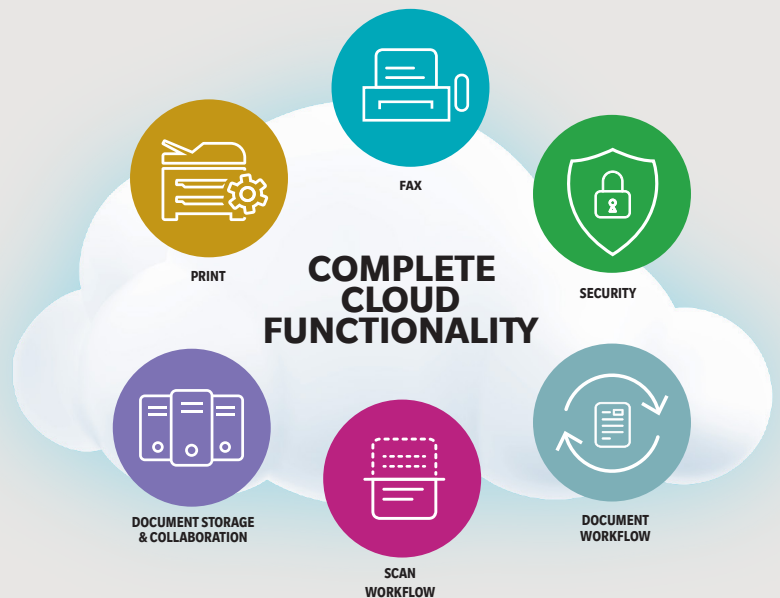 FAX
PRINT
SECURITY
COMPLETE
CLOUD
FUNCTIONALITY
DOCUMENT STORAGE
& COLLABORATION
SCAN
WORKFLOW
DOCUMENT
WORKFLOW